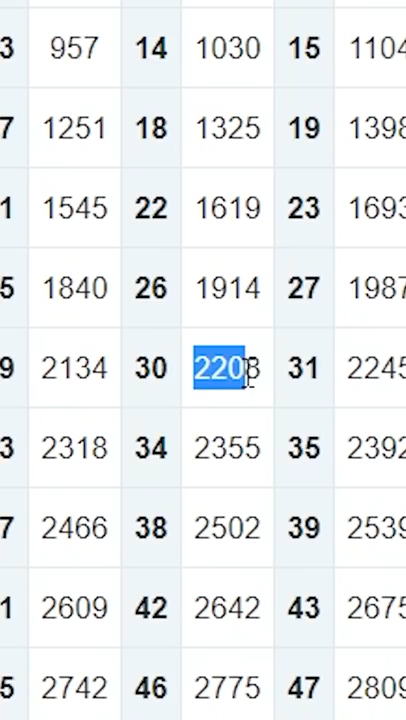 3 957 14 1030 15 1104
7 1251 18 1325 19 1398
1 1545 22 1619 23 1693
5 1840 26 1914 27 1987
9 2134 30 2208 31 2245
3 2318 34 2355 35 2392
7 2466 38 2502 39 2539
1 2609 42 2642 43 2675
5 2742 46 2775 47 2809